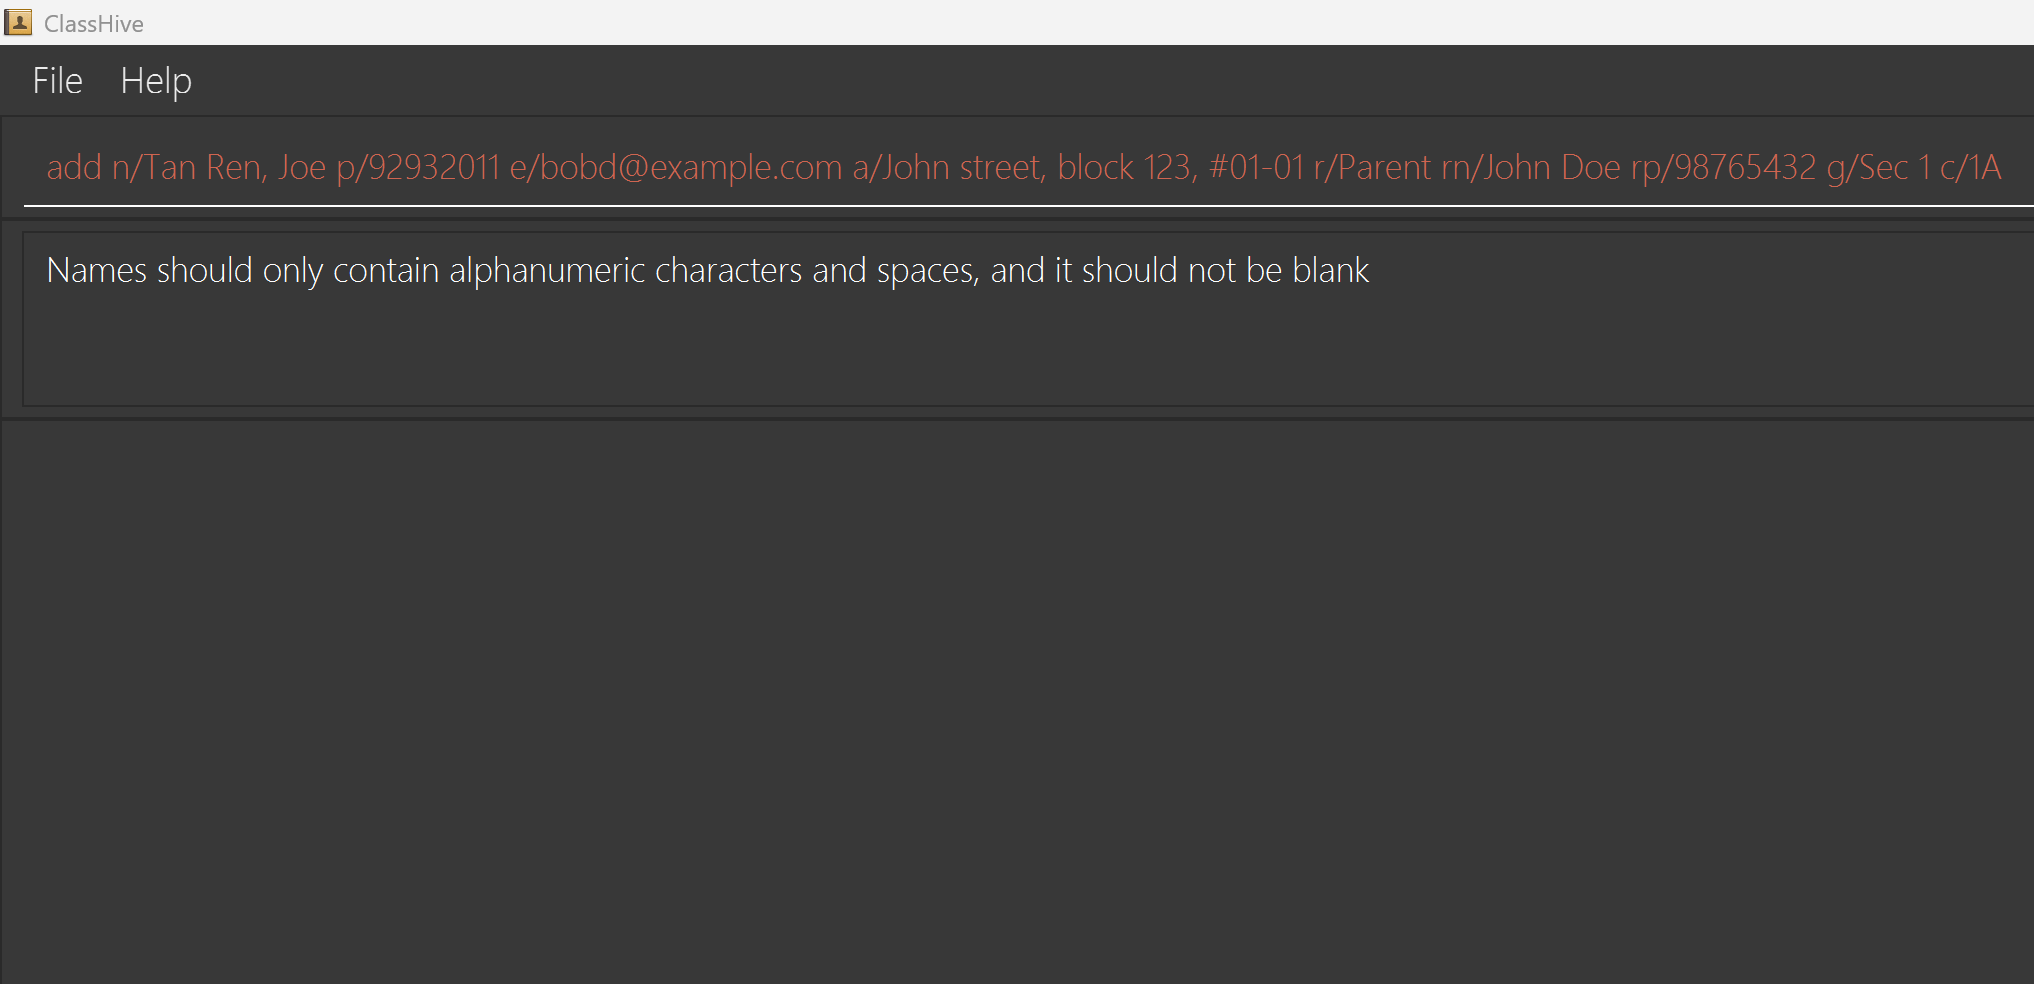 ClassHive
File Help
add n/Tan Ren, Joe p/92932011 e/bobd@example.com a/John street, block 123, #01-01 r/Parent rn/John Doe rp/98765432 g/Sec 1 c/1A
Names should only contain alphanumeric characters and spaces, and it should not be blank